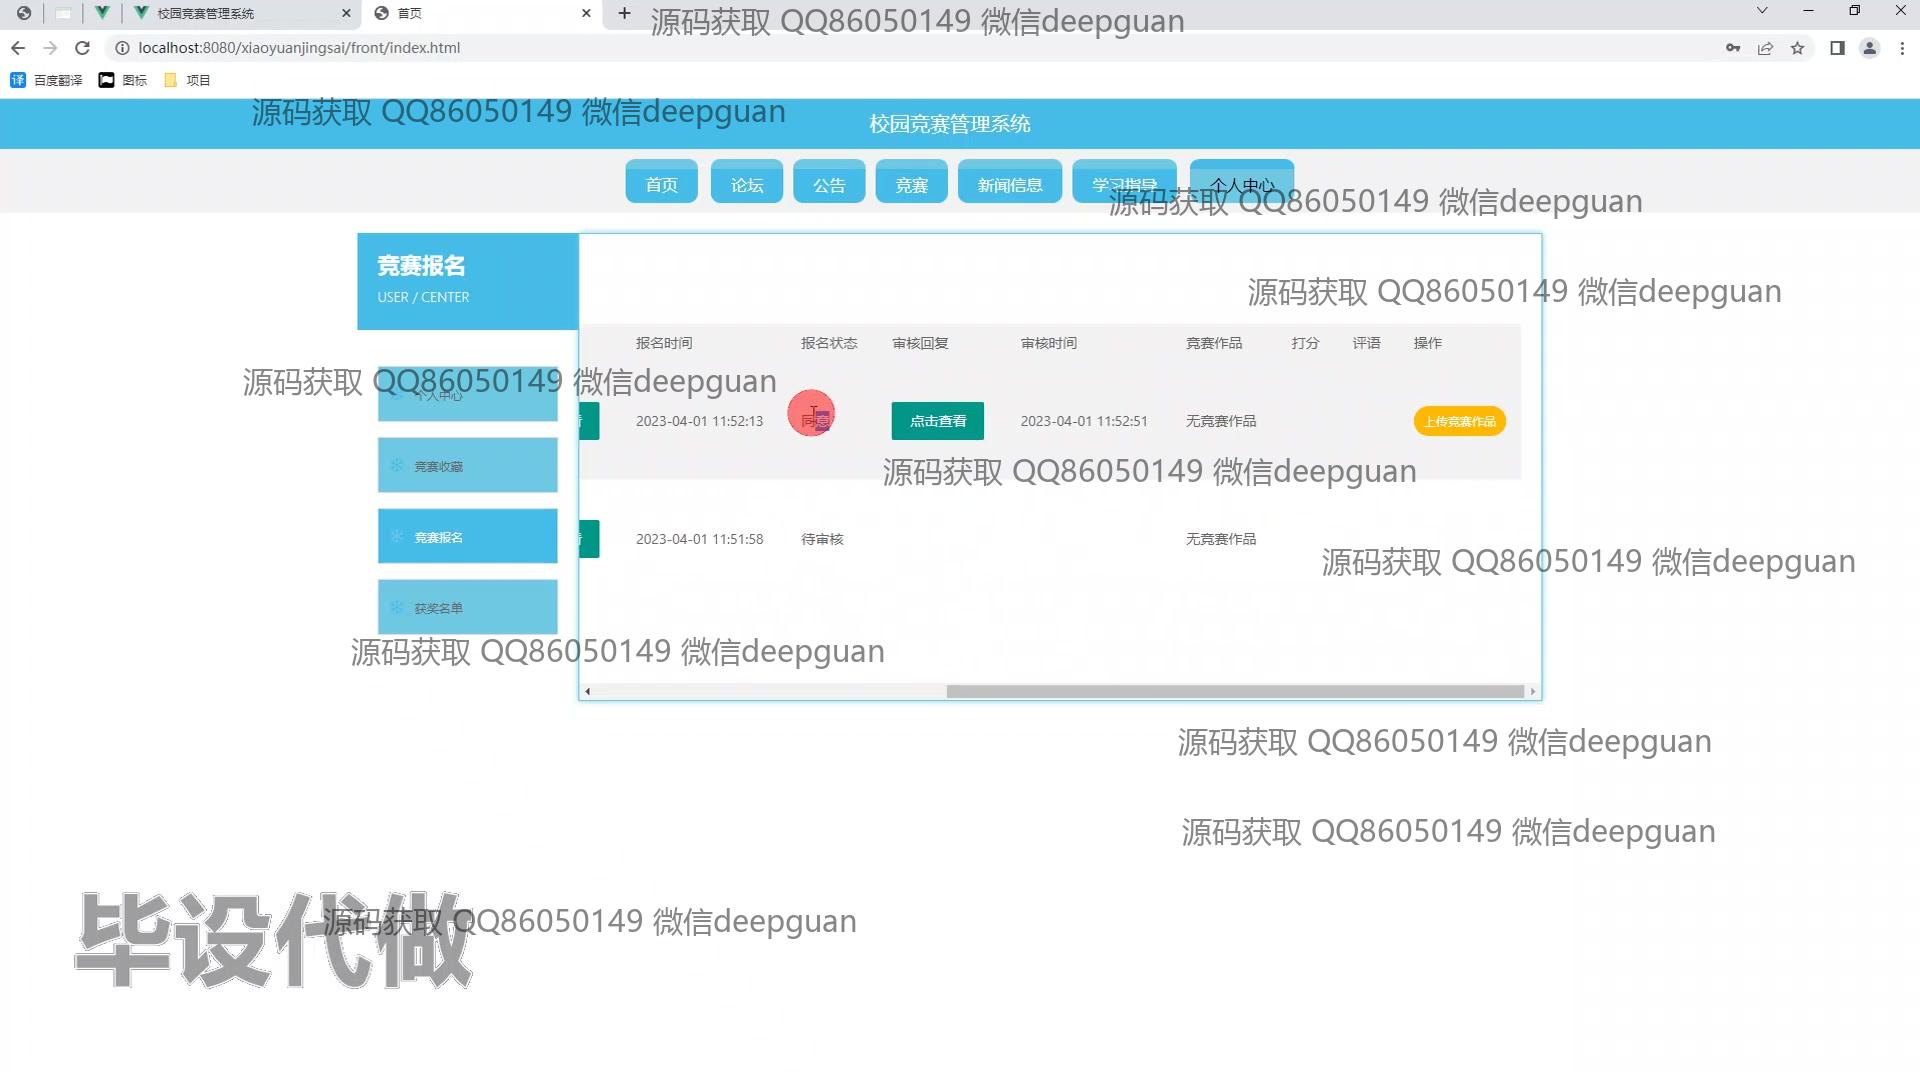 校园竞赛管理系统
首页
源码获取 QQ86050149 微信deepguan
localhost:8080/xiaoyuanjingsai/front/index.html
百度翻译
图标
项目
源码获取 QQ86050149 微信deepguan
校园竞赛管理系统
首页
论坛
公告
竞赛
新闻信息
学习指导
个人中心
源码获取 QQ86050149 微信deepguan
竞赛报名
USER / CENTER
源码获取 QQ86050149 微信deepguan
报名时间 报名状态 审核回复 审核时间 竞赛作品 打分 评语 操作
源码获取 QQ86050149 微信deepguan
个人中心
2023-04-01 11:52:13 同意 点击查看 2023-04-01 11:52:51 无竞赛作品 上传竞赛作品
竞赛收藏
源码获取 QQ86050149 微信deepguan
竞赛报名
2023-04-01 11:51:58 待审核 无竞赛作品
源码获取 QQ86050149 微信deepguan
获奖名单
源码获取 QQ86050149 微信deepguan
源码获取 QQ86050149 微信deepguan
源码获取 QQ86050149 微信deepguan
毕设代做
源码获取 QQ86050149 微信deepguan